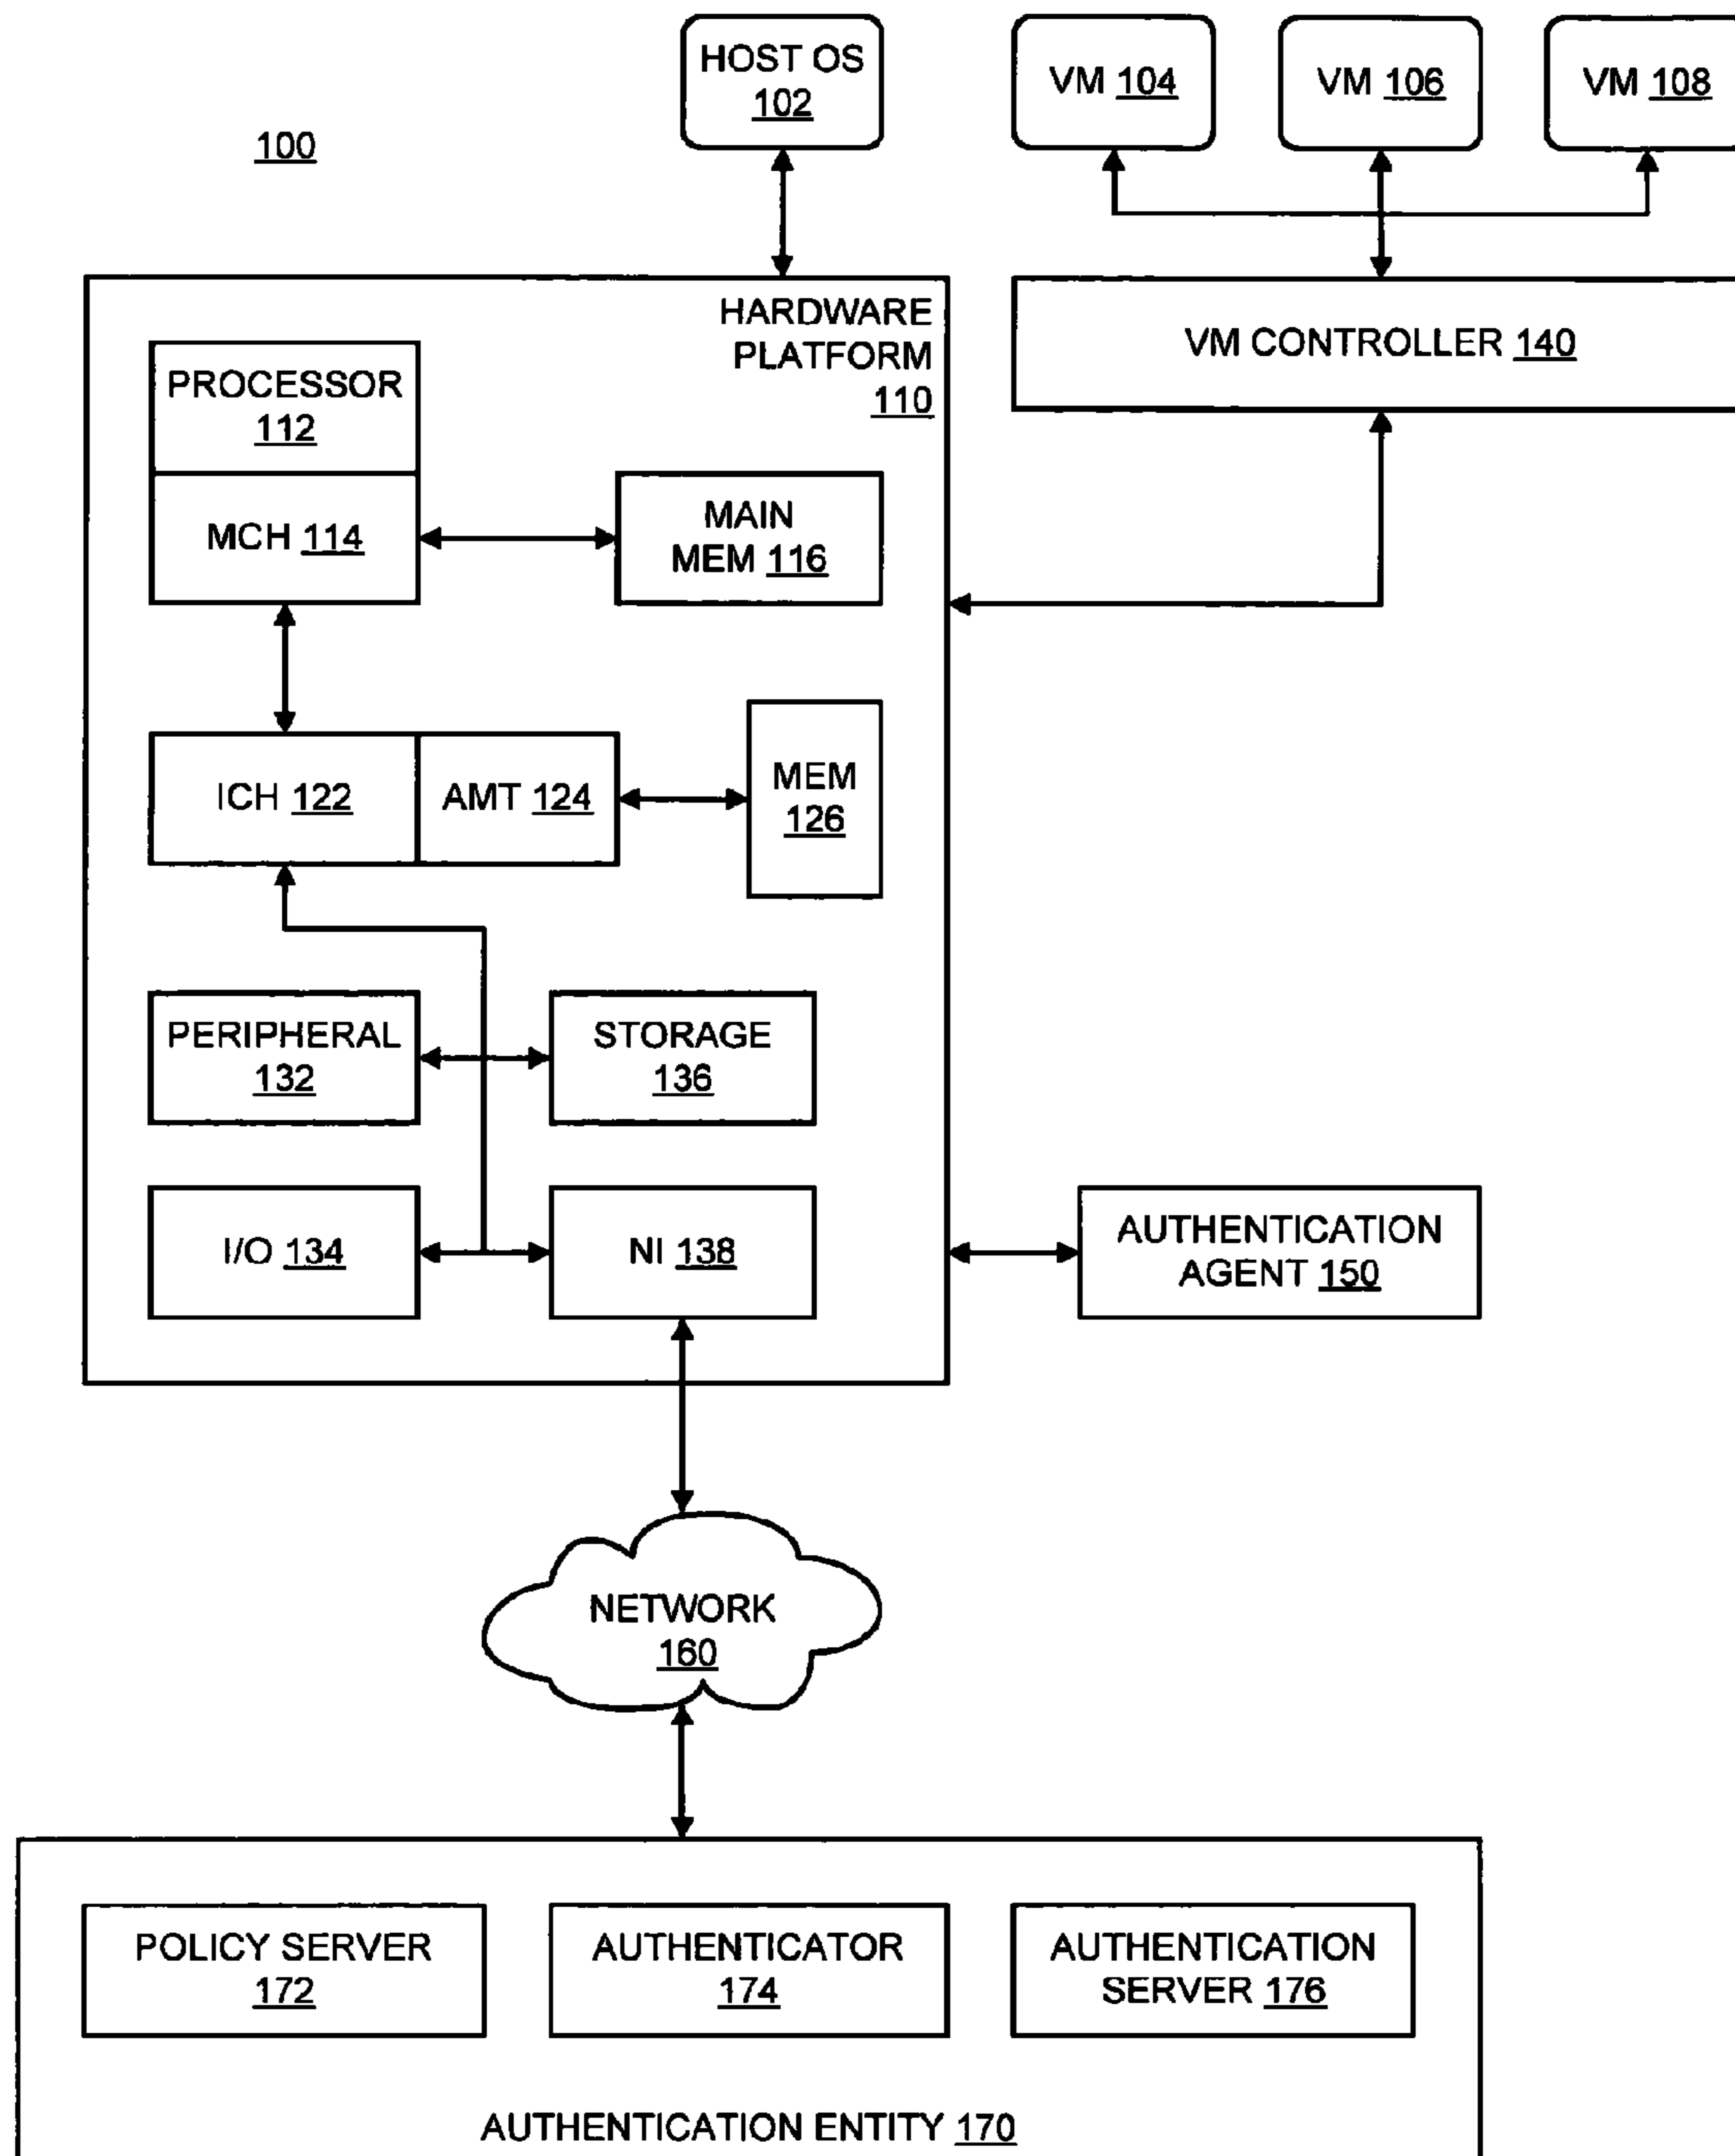 HOST OS
102
VM 104
VM 106
VM 108
100
HARDWARE
PLATFORM
110
VM CONTROLLER 140
PROCESSOR
112
MCH 114
MAIN
MEM 116
ICH 122
AMT 124
MEM
126
PERIPHERAL
132
STORAGE
136
I/O 134
NI 138
AUTHENTICATION
AGENT 150
NETWORK
160
POLICY SERVER
172
AUTHENTICATOR
174
AUTHENTICATION
SERVER 176
AUTHENTICATION ENTITY 170